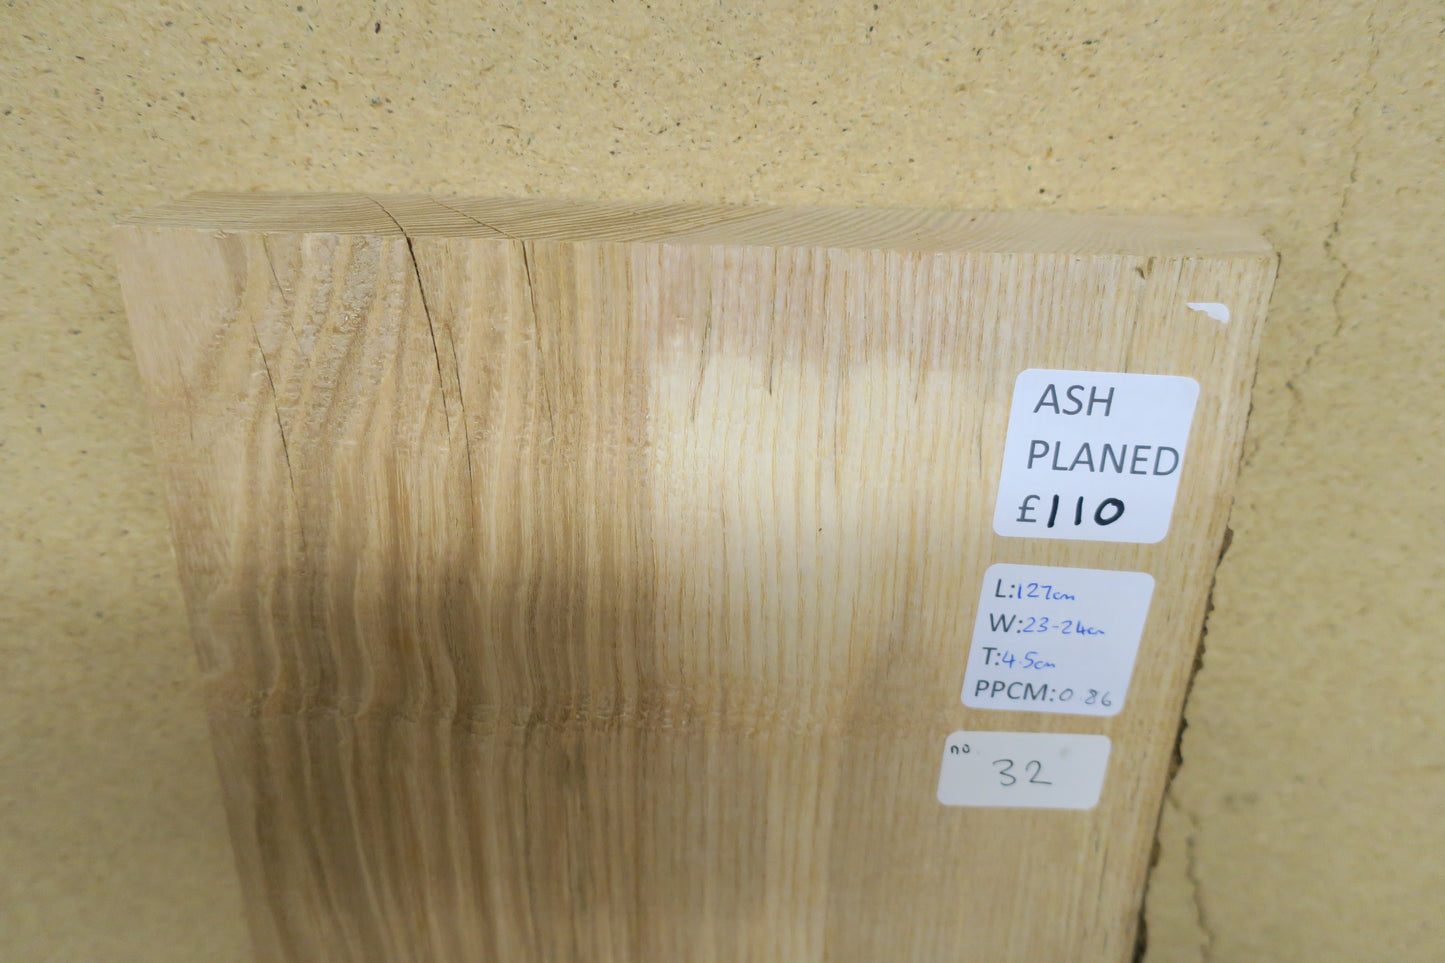 ASH
PLANED
£110
L:127cm
W:23-24cm
T:4.5cm
PPCM:0 86
no.
32